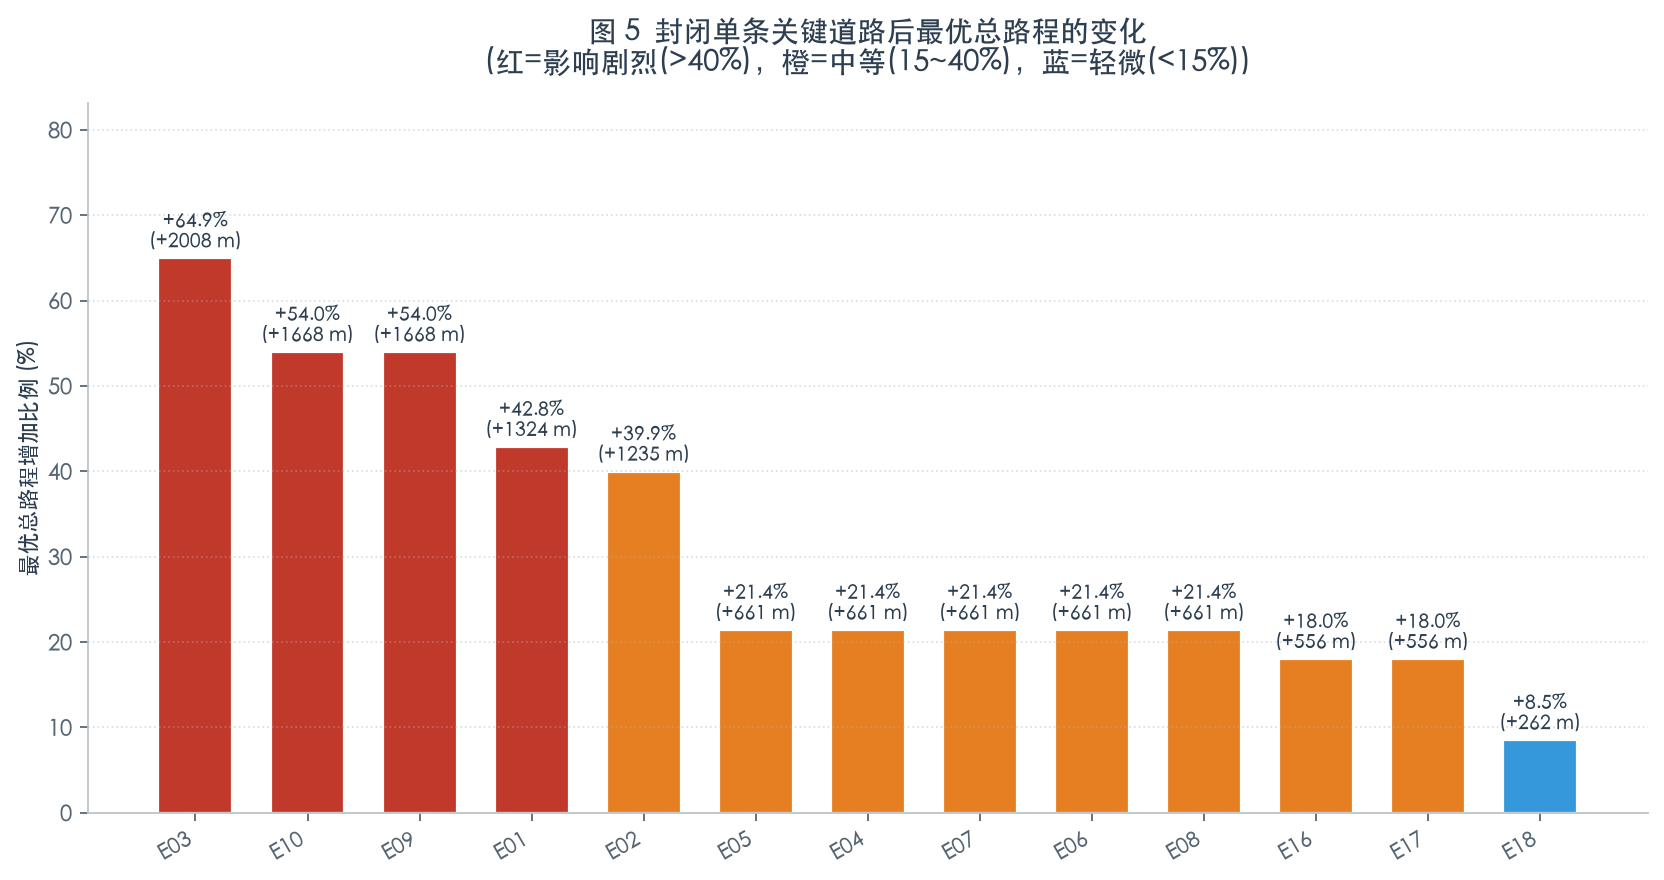 图 5 封闭单条关键道路后最优总路程的变化
(红=影响剧烈(>40%)，橙=中等(15~40%)，蓝=轻微(<15%))
最优总路程增加比例 (%)
80
70
60
50
40
30
20
10
0
+64.9%
(+2008 m)
+54.0%
(+1668 m)
+54.0%
(+1668 m)
+42.8%
(+1324 m)
+39.9%
(+1235 m)
+21.4%
(+661 m)
+21.4%
(+661 m)
+21.4%
(+661 m)
+21.4%
(+661 m)
+21.4%
(+661 m)
+18.0%
(+556 m)
+18.0%
(+556 m)
+8.5%
(+262 m)
E03
E10
E09
E01
E02
E05
E04
E07
E06
E08
E16
E17
E18